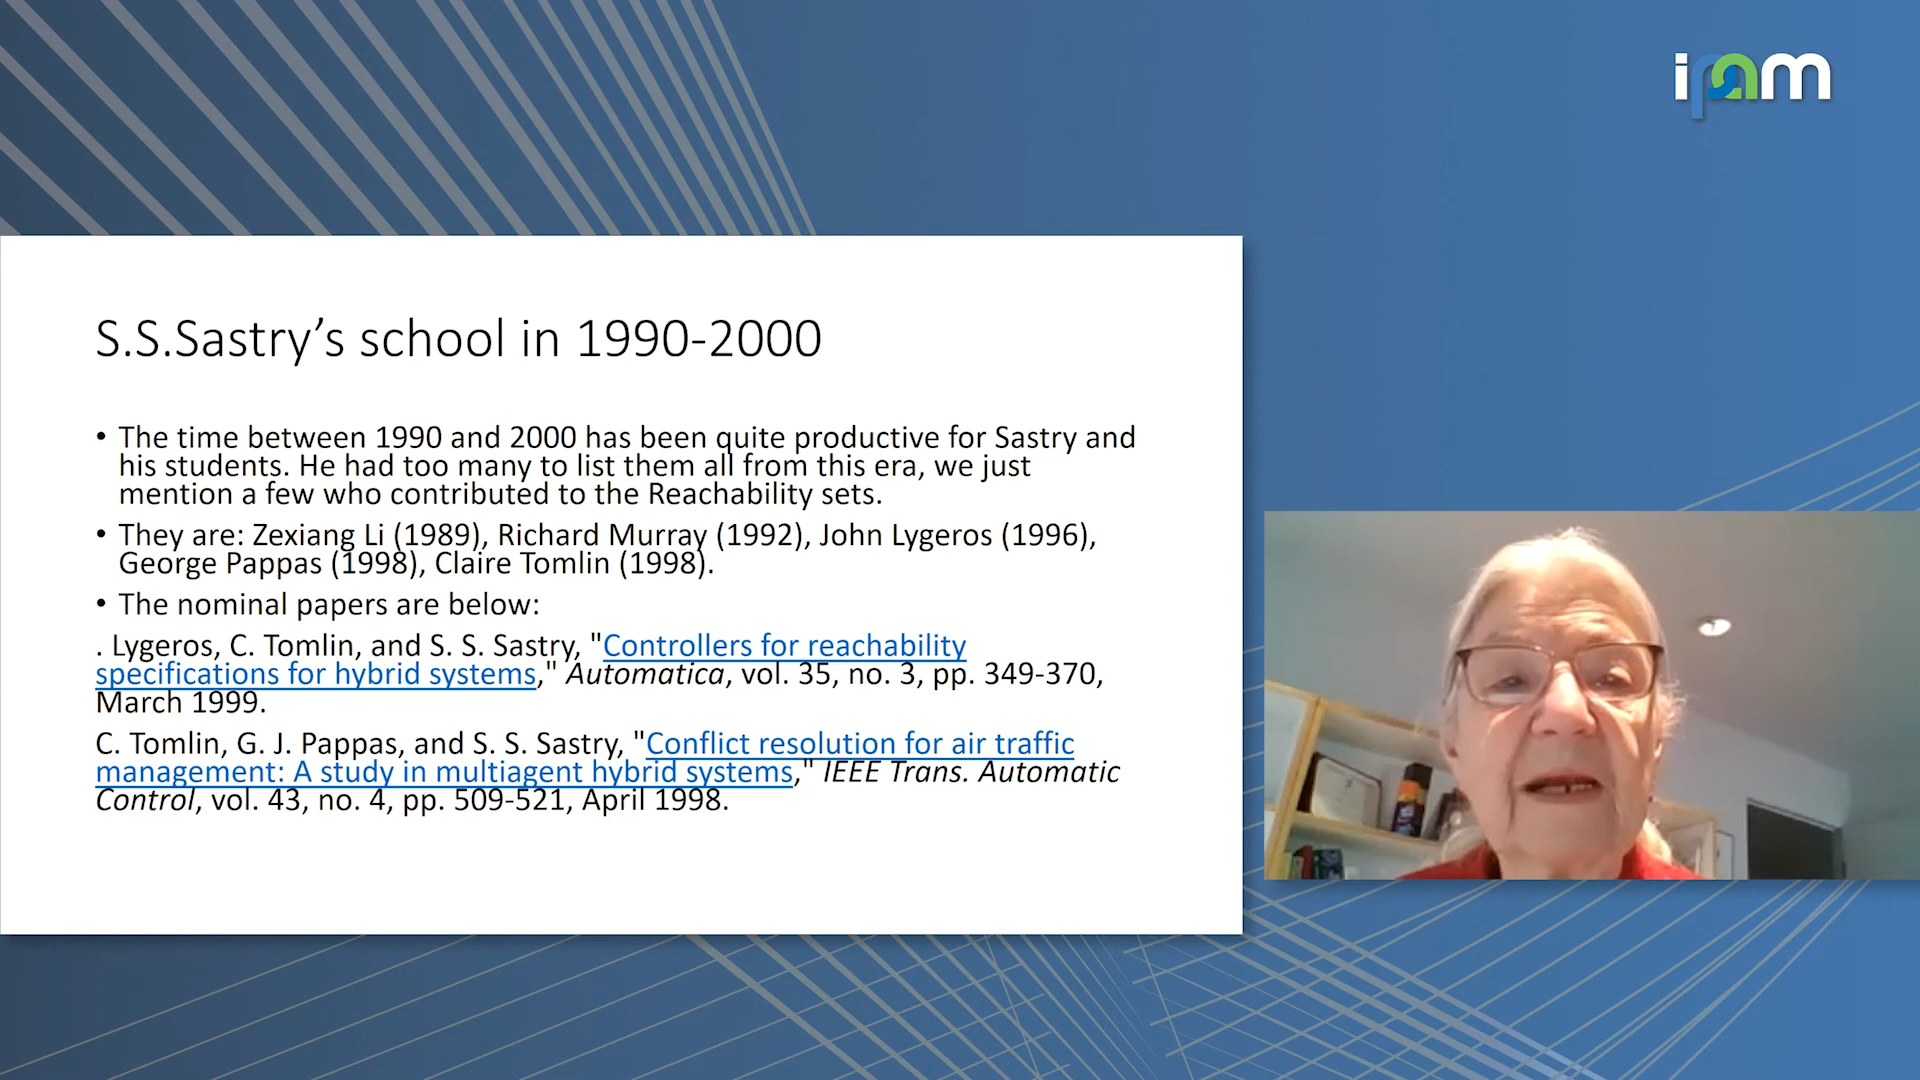 ipam
S.S.Sastry’s school in 1990-2000
• The time between 1990 and 2000 has been quite productive for Sastry and
his students. He had too many to list them all from this era, we just
mention a few who contributed to the Reachability sets.
• They are: Zexiang Li (1989), Richard Murray (1992), John Lygeros (1996),
George Pappas (1998), Claire Tomlin (1998).
• The nominal papers are below:
. Lygeros, C. Tomlin, and S. S. Sastry, "Controllers for reachability
specifications for hybrid systems," Automatica, vol. 35, no. 3, pp. 349-370,
March 1999.
C. Tomlin, G. J. Pappas, and S. S. Sastry, "Conflict resolution for air traffic
management: A study in multiagent hybrid systems," IEEE Trans. Automatic
Control, vol. 43, no. 4, pp. 509-521, April 1998.